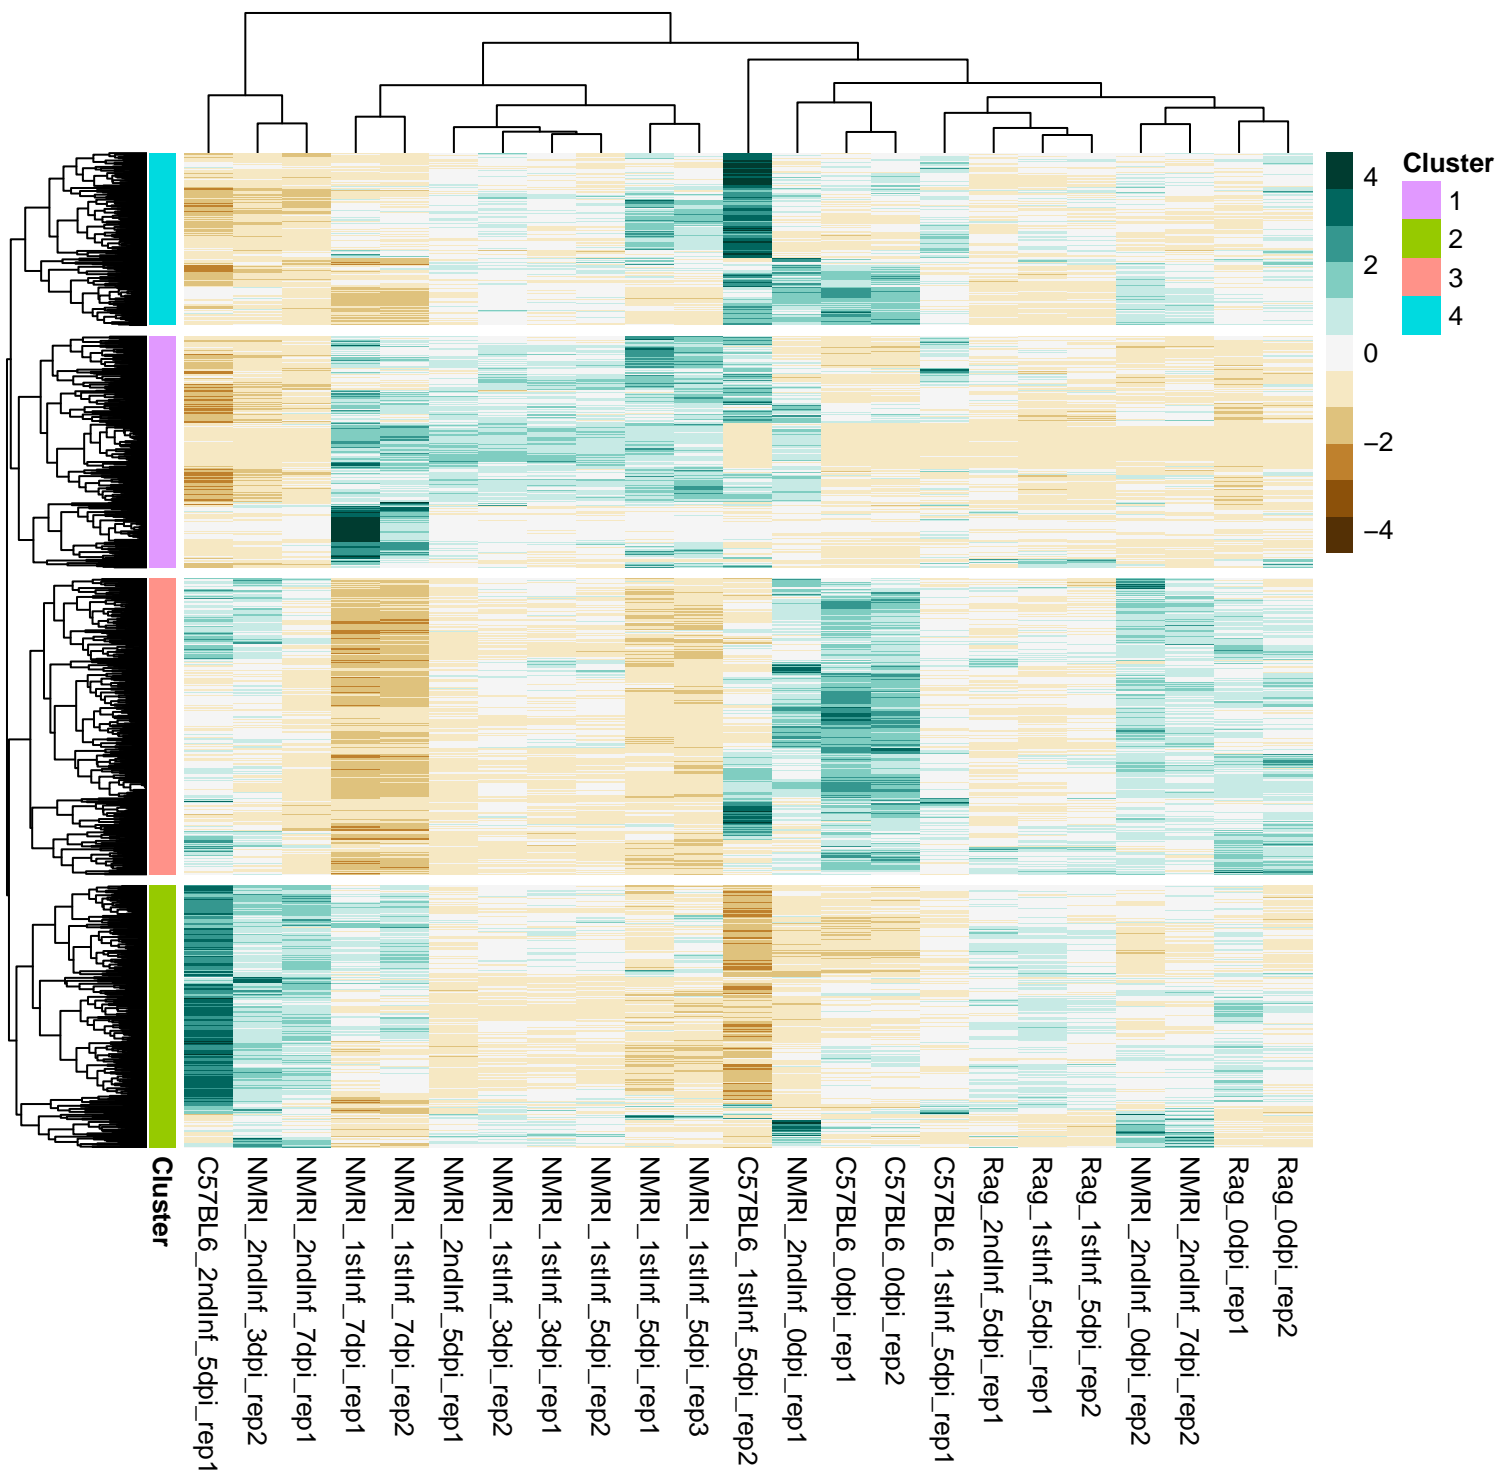 4
2
0
−2
−4
Cluster
1
2
3
4
Cluster
C57BL6_2ndInf_5dpi_rep1
NMRI_2ndInf_3dpi_rep2
NMRI_2ndInf_7dpi_rep1
NMRI_1stInf_7dpi_rep1
NMRI_1stInf_7dpi_rep2
NMRI_2ndInf_5dpi_rep1
NMRI_1stInf_3dpi_rep2
NMRI_1stInf_3dpi_rep1
NMRI_1stInf_5dpi_rep2
NMRI_1stInf_5dpi_rep1
NMRI_1stInf_5dpi_rep3
C57BL6_1stInf_5dpi_rep2
NMRI_2ndInf_0dpi_rep1
C57BL6_0dpi_rep1
C57BL6_0dpi_rep2
C57BL6_1stInf_5dpi_rep1
Rag_2ndInf_5dpi_rep1
Rag_1stInf_5dpi_rep1
Rag_1stInf_5dpi_rep2
NMRI_2ndInf_0dpi_rep2
NMRI_2ndInf_7dpi_rep2
Rag_0dpi_rep1
Rag_0dpi_rep2